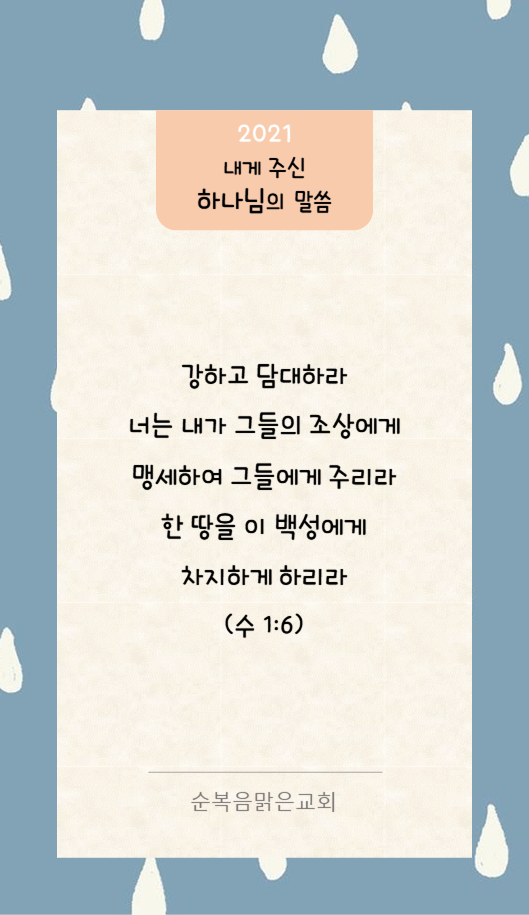 2021
내게 주신
하나님의 말씀
강하고 담대하라
너는 내가 그들의 조상에게
맹세하여 그들에게 주리라
한 땅을 이 백성에게
차지하게 하리라
(수 1:6)
순복음맑은교회